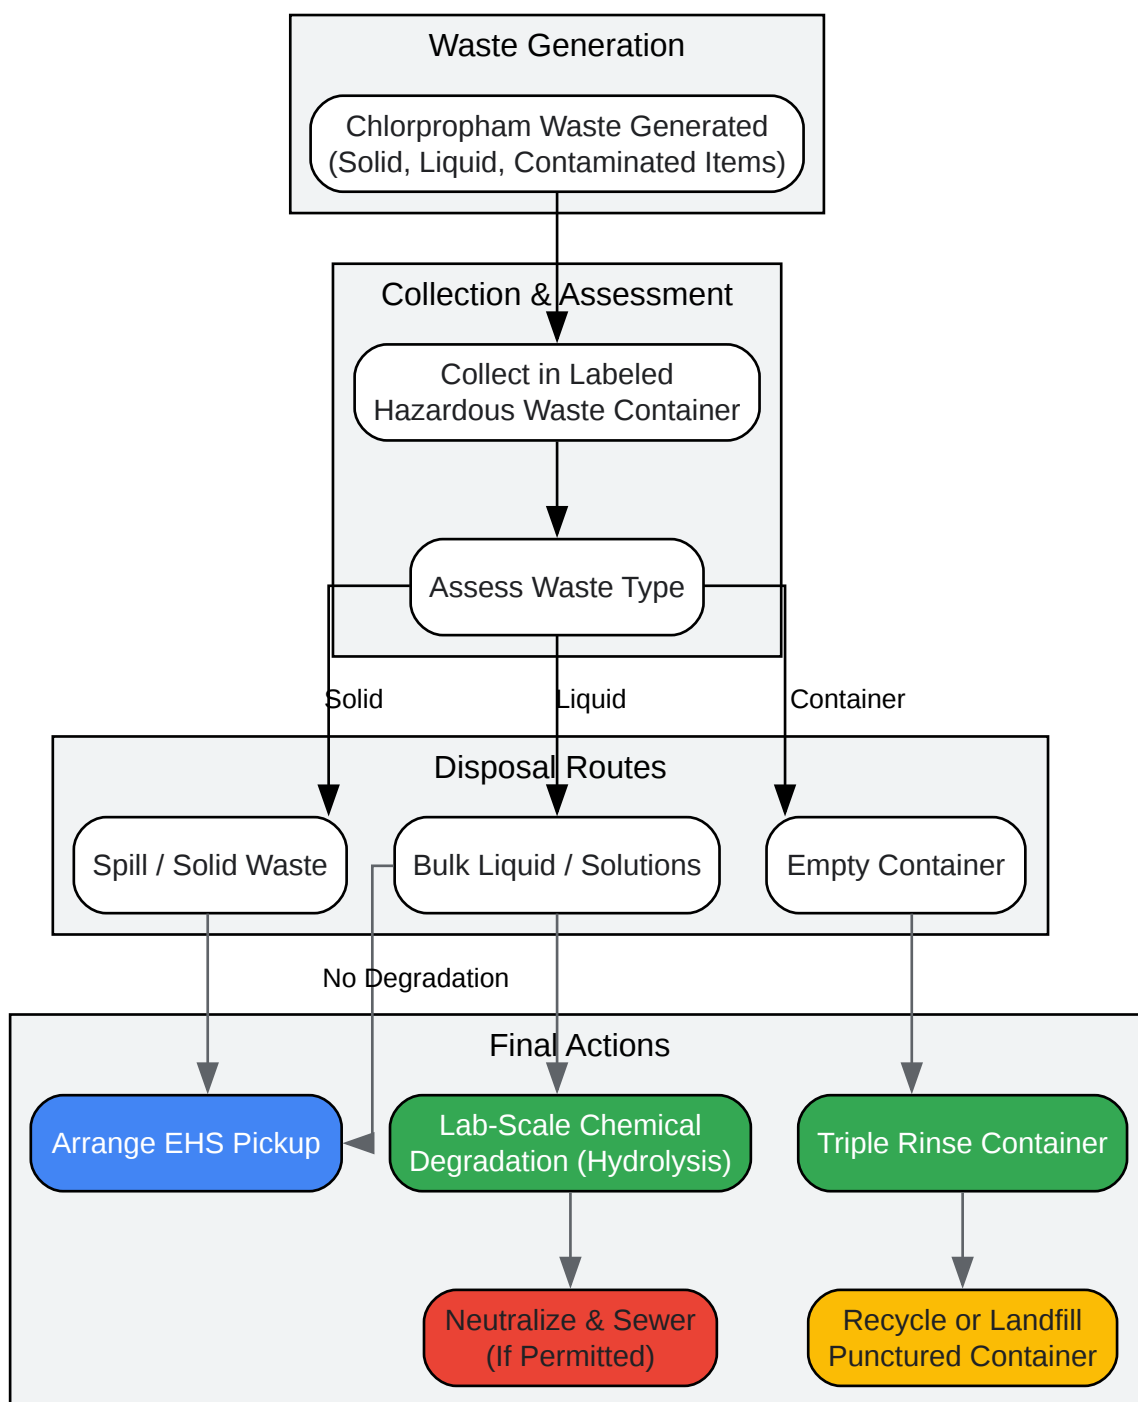 Waste Generation
Chlorpropham Waste Generated
(Solid, Liquid, Contaminated Items)
Collection & Assessment
Collect in Labeled
Hazardous Waste Container
Assess Waste Type
Solid
Liquid
Container
Disposal Routes
Spill / Solid Waste
Bulk Liquid / Solutions
Empty Container
No Degradation
Final Actions
Arrange EHS Pickup
Lab-Scale Chemical
Degradation (Hydrolysis)
Triple Rinse Container
Neutralize & Sewer
(If Permitted)
Recycle or Landfill
Punctured Container